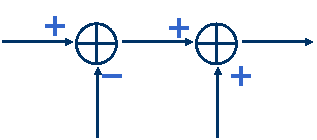 + +
− +